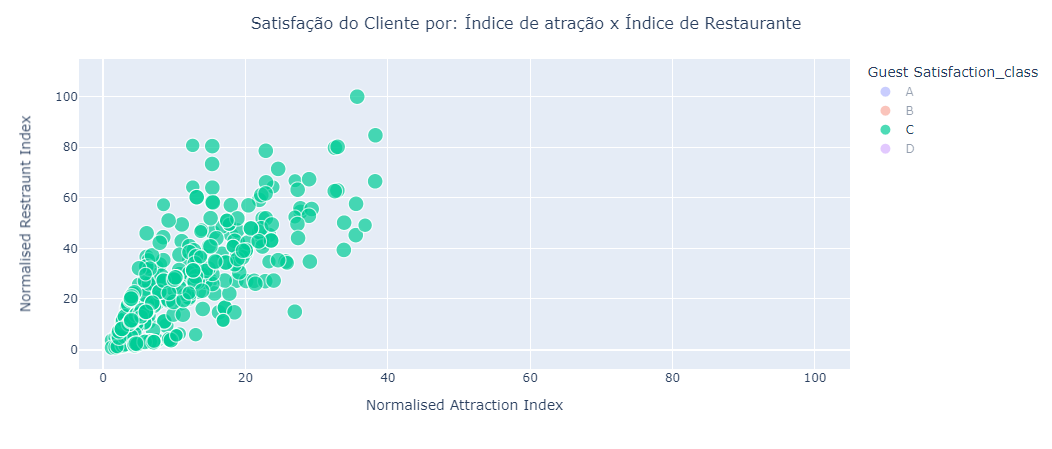 Satisfação do Cliente por: Índice de atração x Índice de Restaurante
Guest Satisfaction_class
A
B
C
D
Normalised Restraunt Index
100
80
60
40
20
0
0 20 40 60 80 100
Normalised Attraction Index